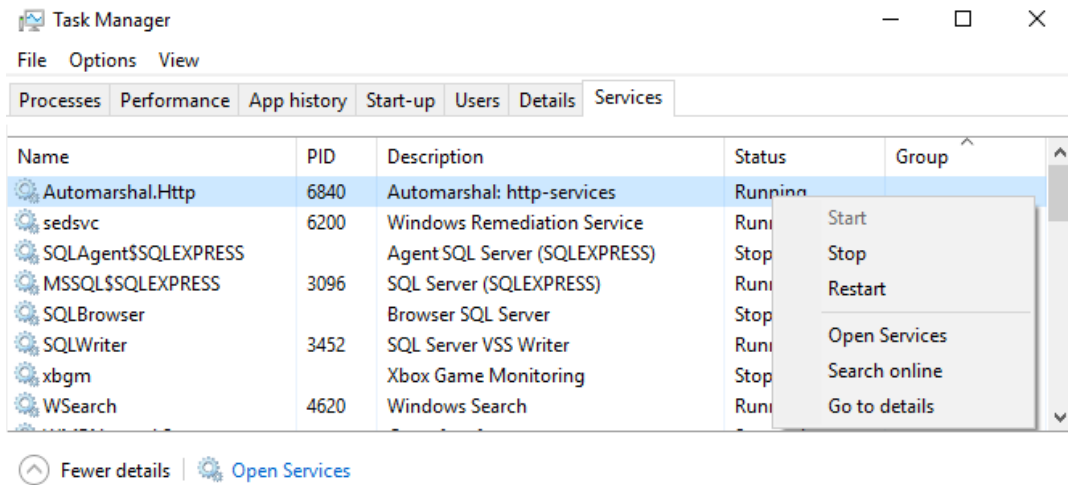 Task Manager
File Options View
Processes Performance App history Start-up Users Details Services
Name PID Description Status Group
Automarshal.Http 6840 Automarshal: http-services Running
sedsvc 6200 Windows Remediation Service
Start
SQLAgent$SQLEXPRESS Agent SQL Server (SQLEXPRESS) Stop
Stop
MSSQL$SQLEXPRESS 3096 SQL Server (SQLEXPRESS)
Restart
SQLBrowser Browser SQL Server Stop
SQLWriter 3452 SQL Server VSS Writer
Open Services
xbgm Xbox Game Monitoring Stop
Search online
WSearch 4620 Windows Search
Go to details
Fewer details Open Services